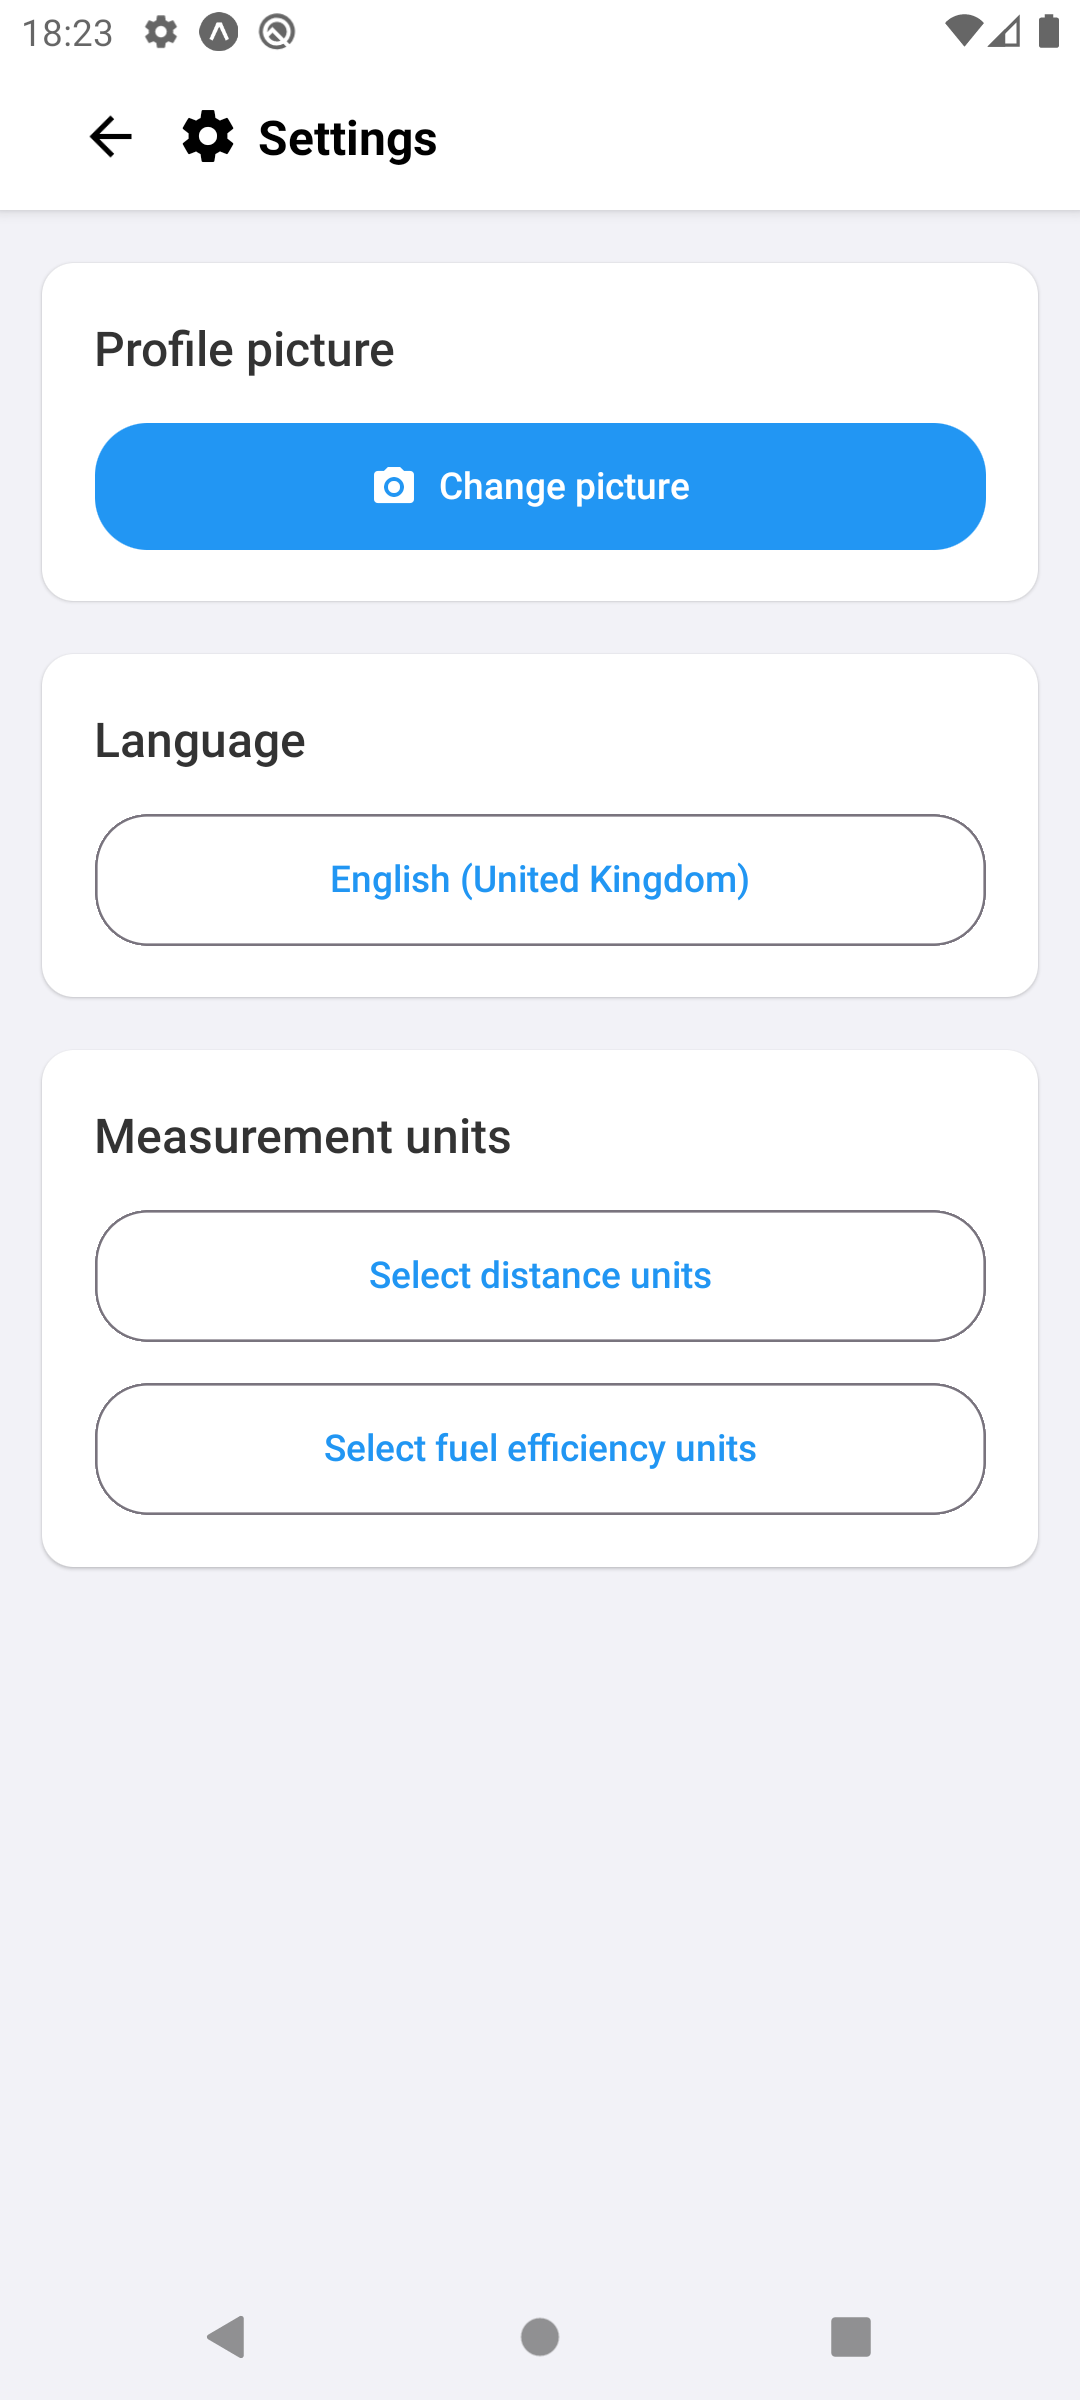 18:23
Settings
Profile picture
Change picture
Language
English (United Kingdom)
Measurement units
Select distance units
Select fuel efficiency units